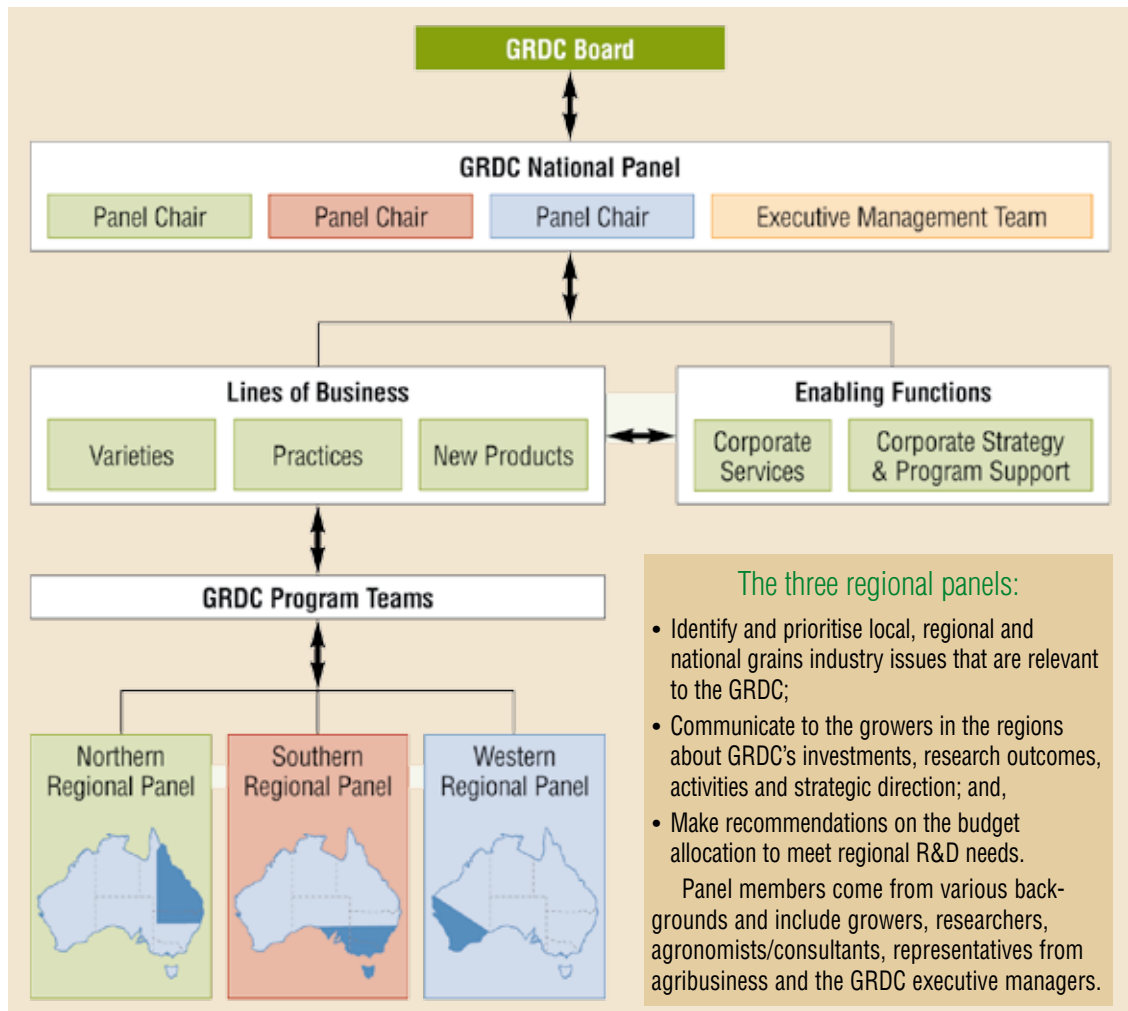 GRDC Board
GRDC National Panel
Panel Chair
Panel Chair
Panel Chair
Executive Management Team
Lines of Business
Varieties
Practices
New Products
Enabling Functions
Corporate
Services
Corporate Strategy
& Program Support
GRDC Program Teams
Northern
Regional Panel
Southern
Regional Panel
Western
Regional Panel
The three regional panels:
• Identify and prioritise local, regional and
national grains industry issues that are relevant
to the GRDC;
• Communicate to the growers in the regions
about GRDC's investments, research outcomes,
activities and strategic direction; and,
• Make recommendations on the budget
allocation to meet regional R&D needs.
Panel members come from various back-
grounds and include growers, researchers,
agronomists/consultants, representatives from
agribusiness and the GRDC executive managers.